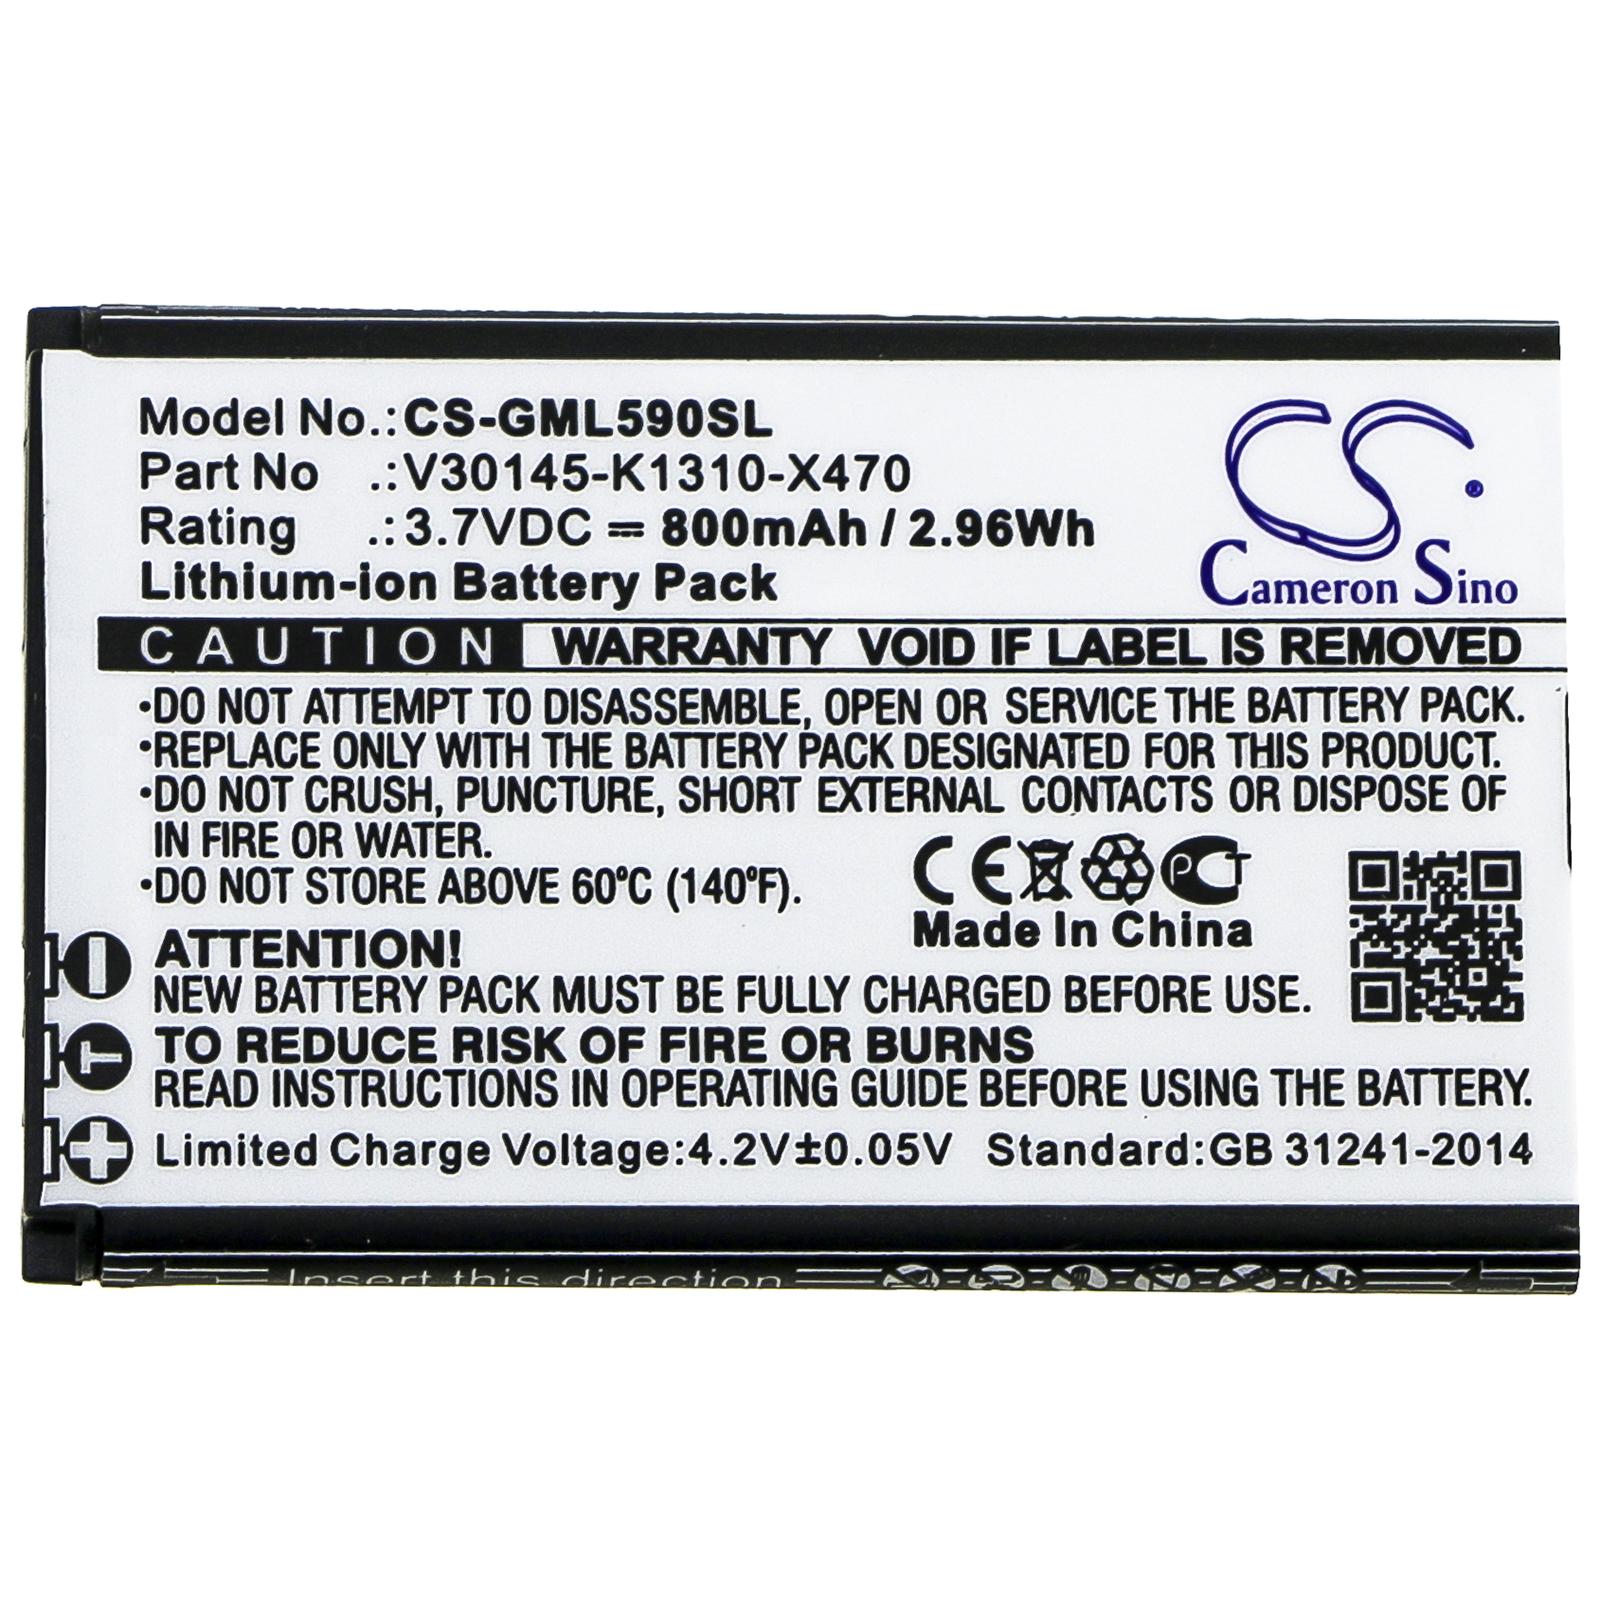 Model No.:CS-GML590SL
Part No .:V30145-K1310-X470
Rating .:3.7VDC ⎓ 800mAh / 2.96Wh
Lithium-ion Battery Pack
CS
Cameron Sino
CAUTION WARRANTY VOID IF LABEL IS REMOVED
•DO NOT ATTEMPT TO DISASSEMBLE, OPEN OR SERVICE THE BATTERY PACK.
•REPLACE ONLY WITH THE BATTERY PACK DESIGNATED FOR THIS PRODUCT.
•DO NOT CRUSH, PUNCTURE, SHORT EXTERNAL CONTACTS OR DISPOSE OF
IN FIRE OR WATER.
•DO NOT STORE ABOVE 60°C (140°F).
CE PCT
Made In China
ATTENTION!
NEW BATTERY PACK MUST BE FULLY CHARGED BEFORE USE.
T TO REDUCE RISK OF FIRE OR BURNS
READ INSTRUCTIONS IN OPERATING GUIDE BEFORE USING THE BATTERY.
Limited Charge Voltage:4.2V±0.05V Standard:GB 31241-2014
Insert this direction